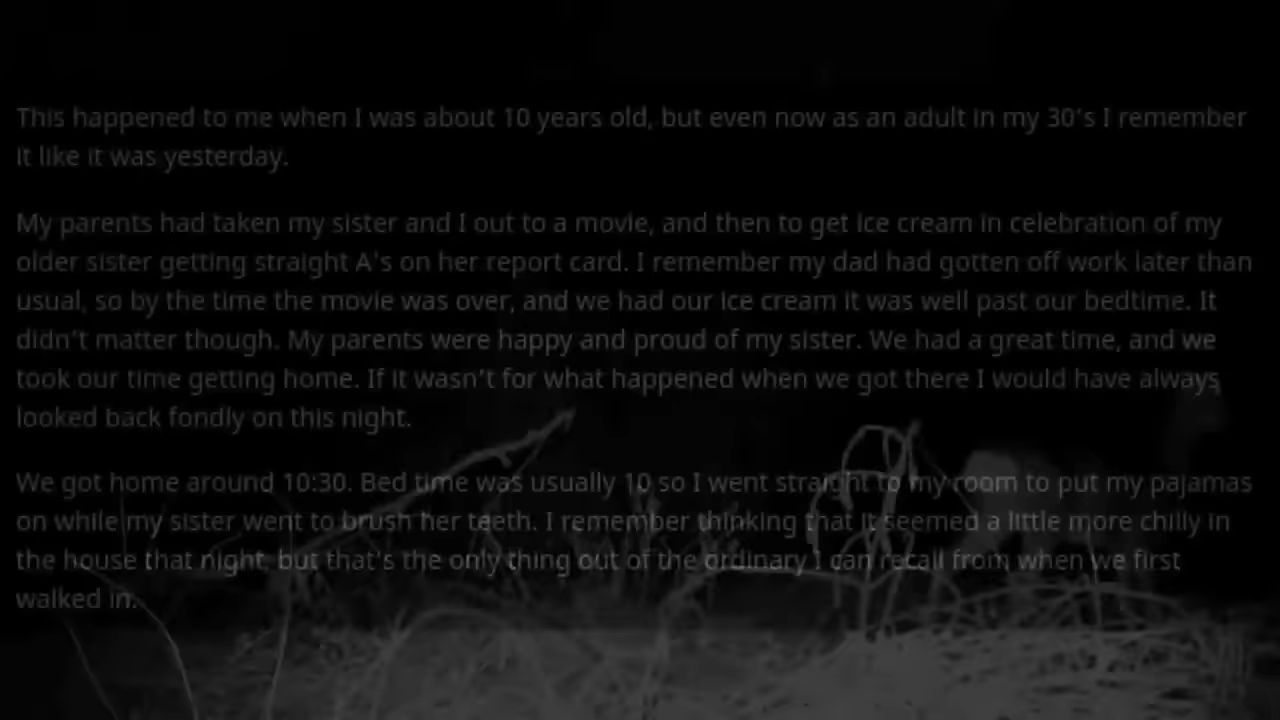 This happened to me when I was about 10 years old, but even now as an adult in my 30's I remember
it like it was yesterday.
My parents had taken my sister and I out to a movie, and then to get ice cream in celebration of my
older sister getting straight A's on her report card. I remember my dad had gotten off work later than
usual, so by the time the movie was over, and we had our ice cream it was well past our bedtime. It
didn't matter though. My parents were happy and proud of my sister. We had a great time, and we
took our time getting home. If it wasn't for what happened when we got there I would have always
looked back fondly on this night.
We got home around 10:30. Bed time was usually 10 so I went straight to my room to put my pajamas
on while my sister went to brush her teeth. I remember thinking that it seemed a little more chilly in
the house that night, but that's the only thing out of the ordinary I can recall from when we first
walked in.